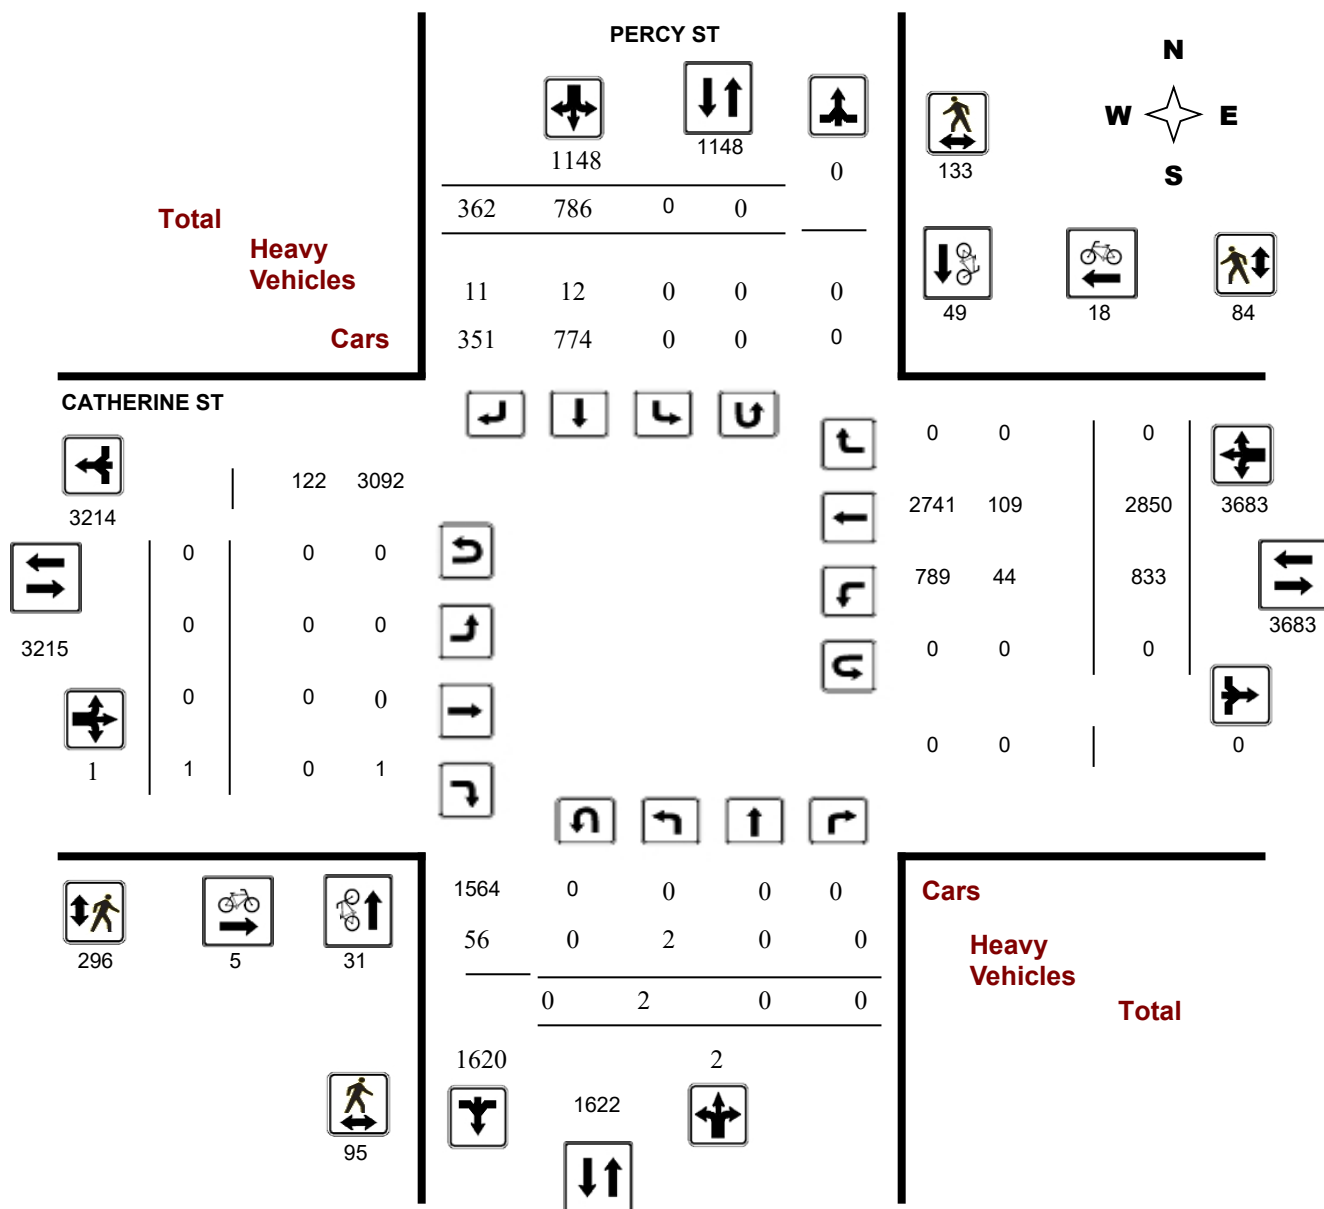 PERCY ST
N
W E
S
1148 1148 0 133
362 786 0 0
Total
Heavy
Vehicles
11 12 0 0 0
49 18 84
Cars
351 774 0 0 0
CATHERINE ST
0 0 0
122 3092
3214
2741 109 2850 3683
0 0 0
789 44 833
3683
0 0 0
3215
0 0 0
0 0 0
0 0 0
1 1 0 1
1564 0 0 0 0
Cars
56 0 2 0 0
Heavy
Vehicles
296 5 31
0 2 0 0
Total
1620 2
1622
95